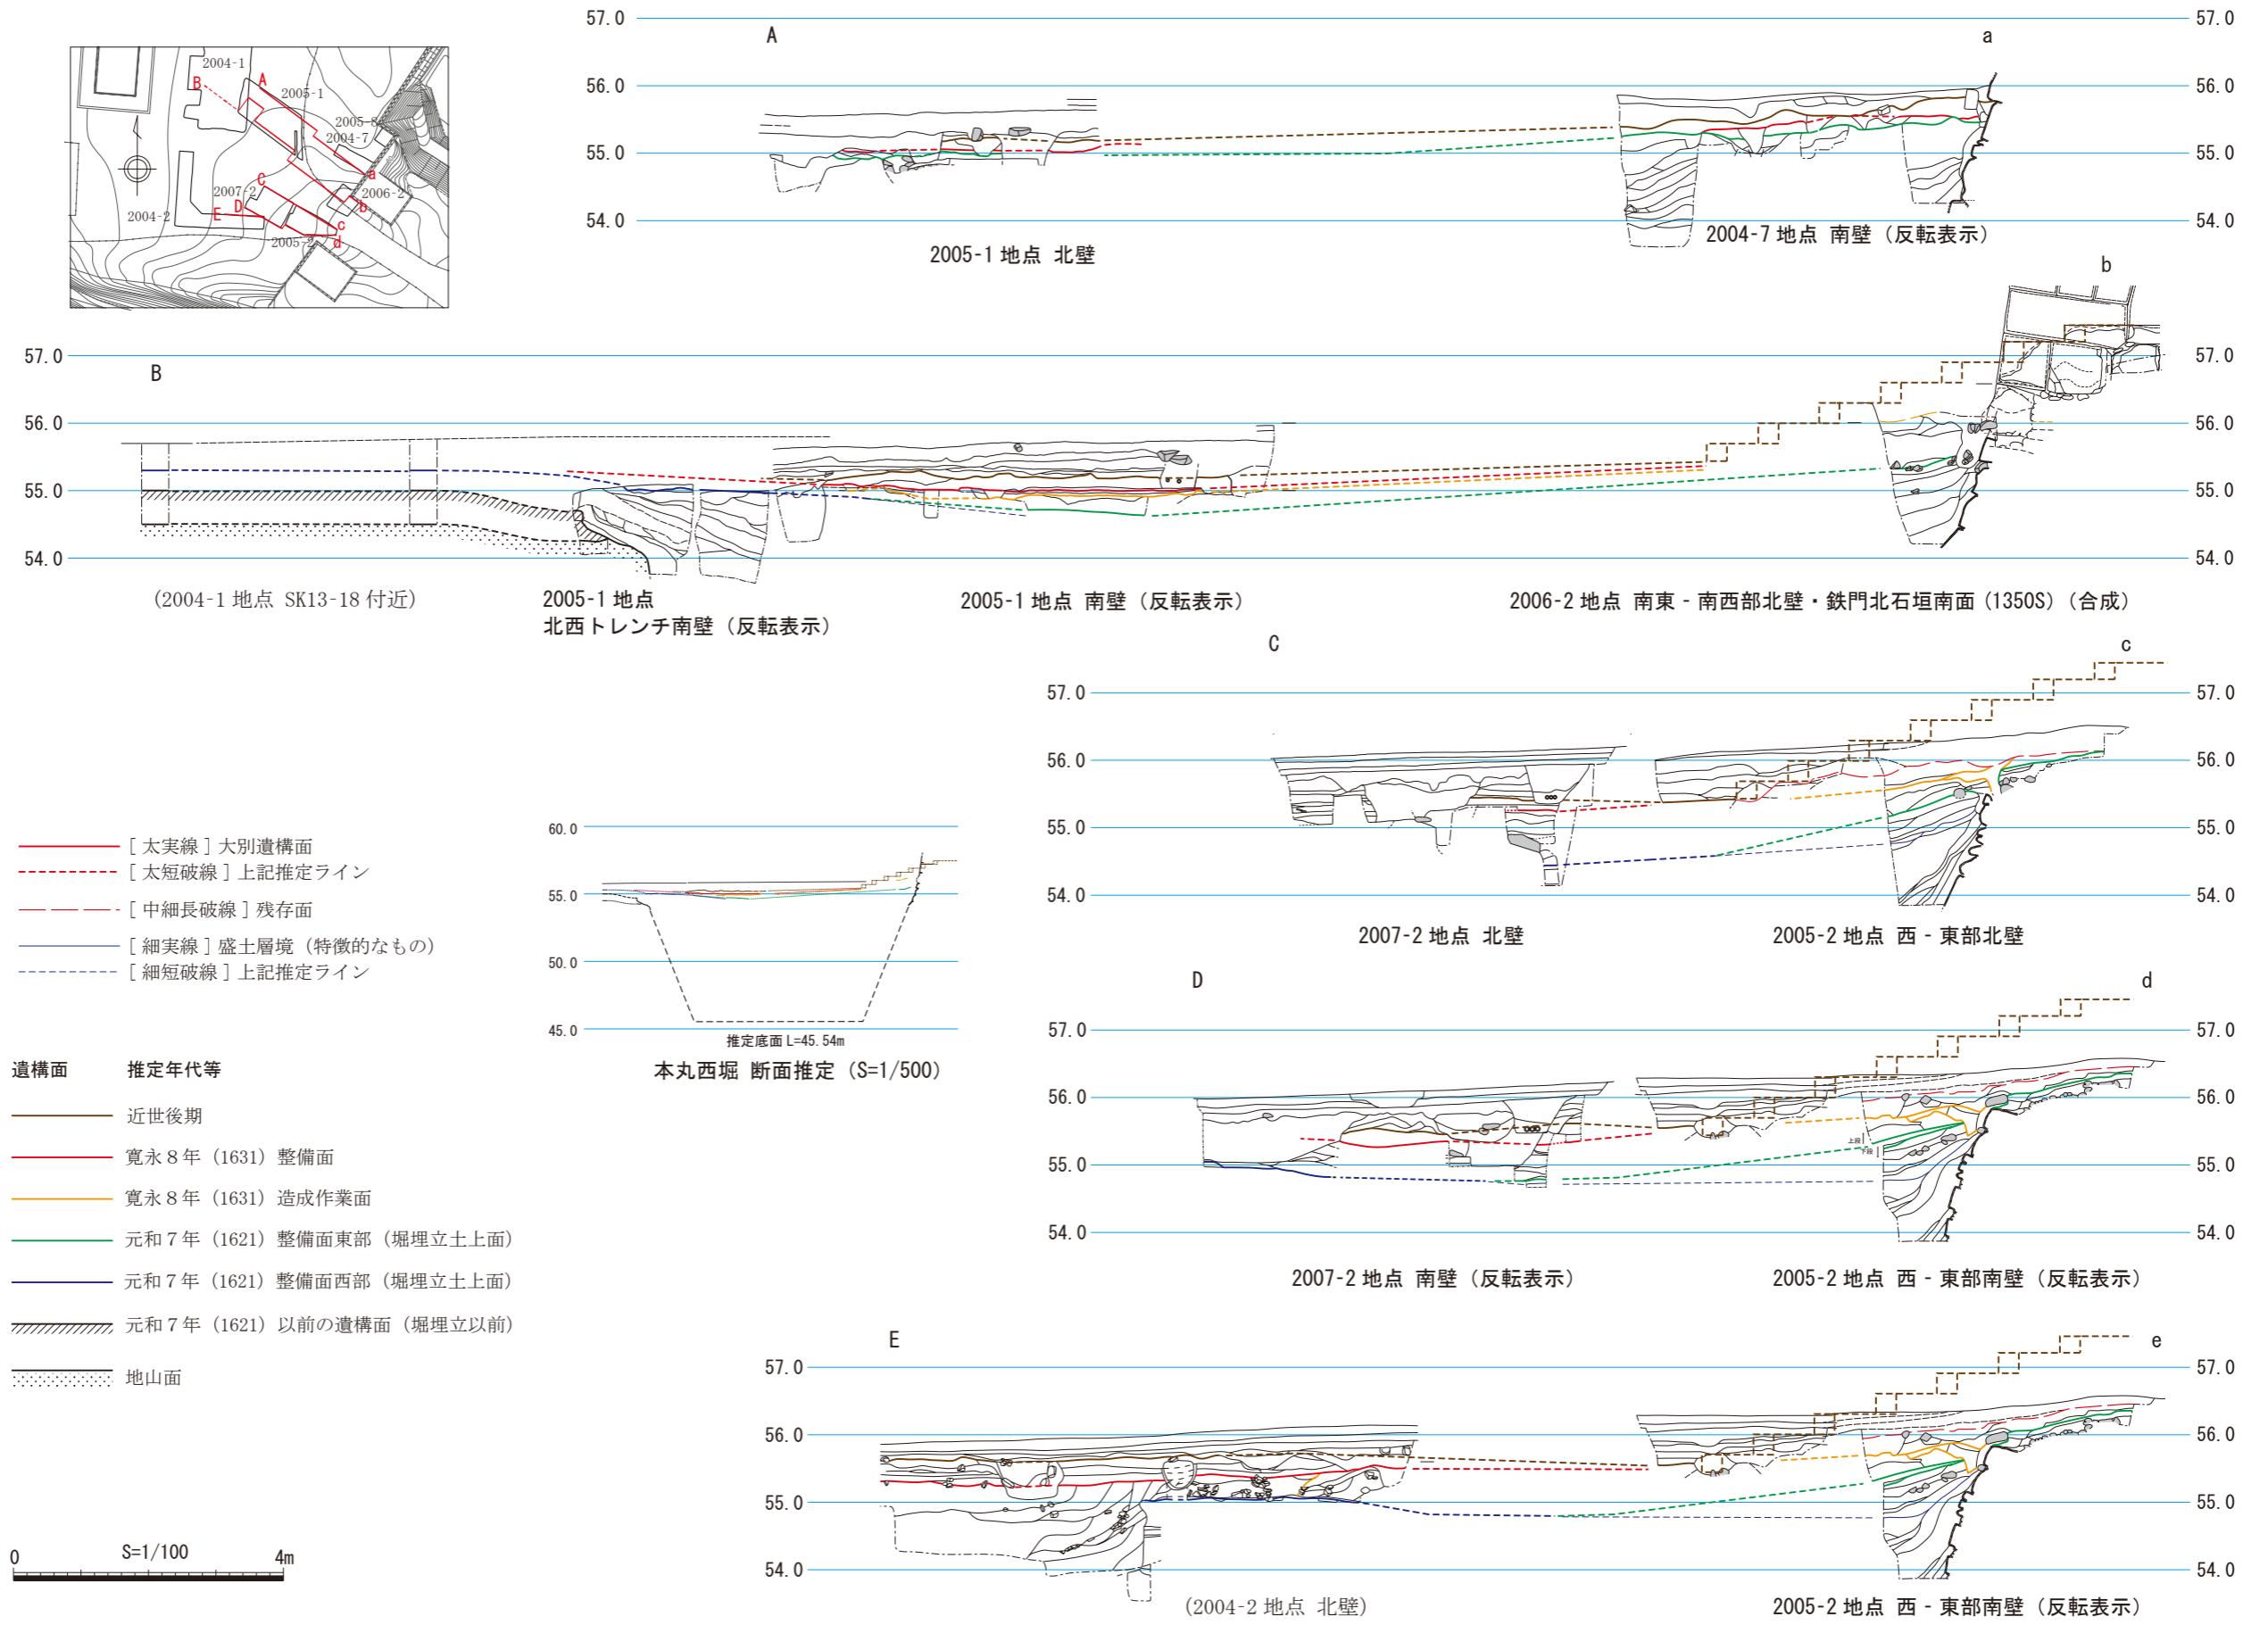 2004-1
B
A
2005-1
2005-8
2004-7
a
C
2007-2
D
2006-2
b
E
2004-2
c
2005-2
d
57.0 57.0
A a
56.0 56.0
55.0 55.0
54.0 54.0
2005-1 地点 北壁
2004-7 地点 南壁（反転表示）
b
57.0 57.0
B
56.0 56.0
55.0 55.0
54.0 54.0
（2004-1 地点 SK13-18 付近）
2005-1 地点
北西トレンチ南壁（反転表示）
2005-1 地点 南壁（反転表示）
2006-2 地点 南東 - 南西部北壁・鉄門北石垣南面 (1350S)（合成）
C c
57.0 57.0
56.0 56.0
55.0 55.0
54.0 54.0
2007-2 地点 北壁
2005-2 地点 西 - 東部北壁
［ 太実線 ］大別遺構面
［ 太短破線 ］上記推定ライン
［ 中細長破線 ］残存面
［ 細実線 ］盛土層境（特徴的なもの）
［ 細短破線 ］上記推定ライン
60.0
55.0
50.0
45.0
推定底面 L=45.54m
本丸西堀 断面推定（S=1/500）
D d
57.0 57.0
56.0 56.0
上段
下段
55.0 55.0
54.0 54.0
2007-2 地点 南壁（反転表示）
2005-2 地点 西 - 東部南壁（反転表示）
遺構面 推定年代等
近世後期
寛永８年（1631）整備面
寛永８年（1631）造成作業面
元和７年（1621）整備面東部（堀埋立土上面）
元和７年（1621）整備面西部（堀埋立土上面）
元和７年（1621）以前の遺構面（堀埋立以前）
地山面
E e
57.0 57.0
56.0 56.0
55.0 55.0
54.0 54.0
（2004-2 地点 北壁）
2005-2 地点 西 - 東部南壁（反転表示）
0 S=1/100 4m